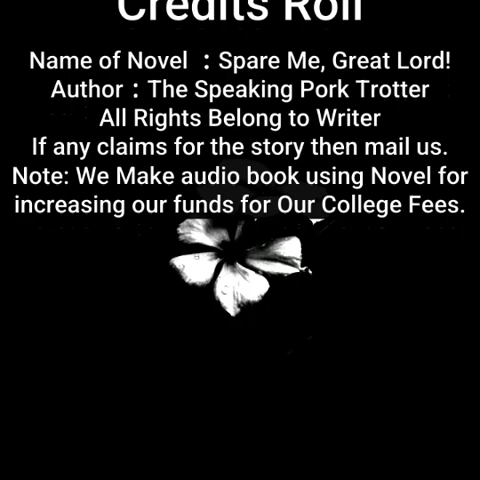 Credits Roll
Name of Novel : Spare Me, Great Lord!
Author : The Speaking Pork Trotter
All Rights Belong to Writer
If any claims for the story then mail us.
Note: We Make audio book using Novel for
increasing our funds for Our College Fees.